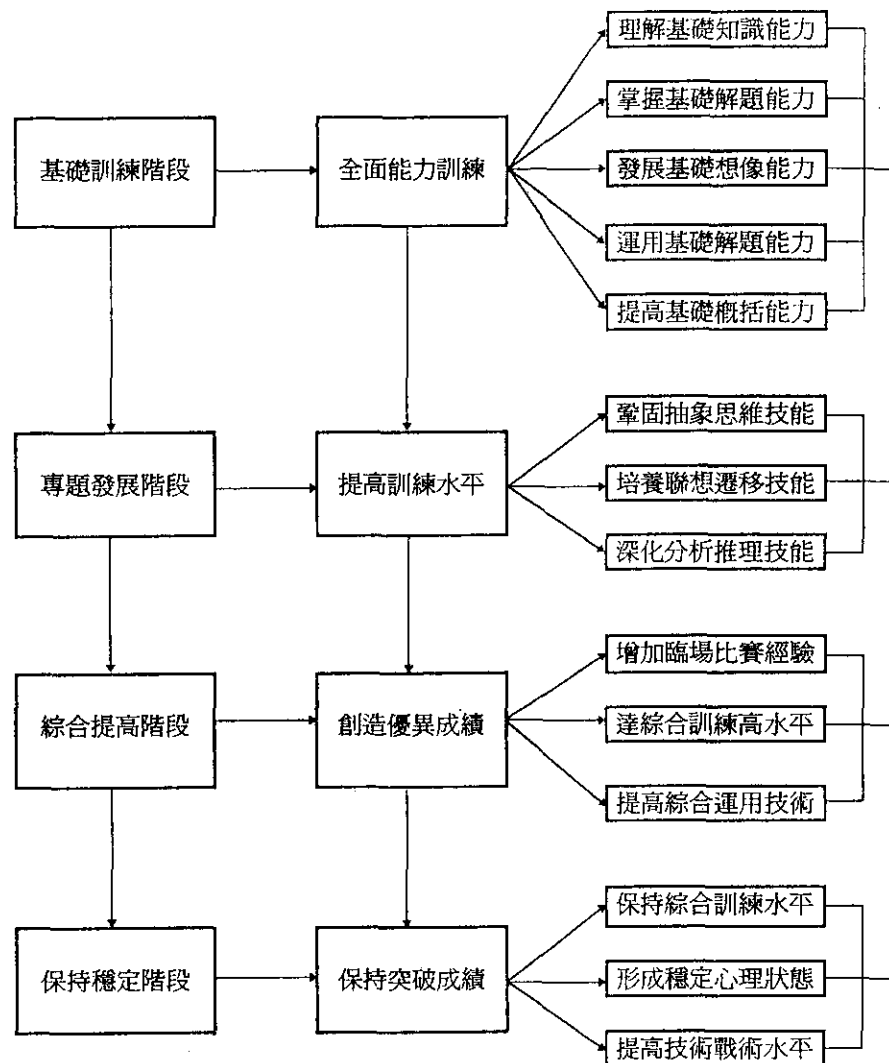 基礎訓練階段
全面能力訓練
理解基礎知識能力
掌握基礎解題能力
發展基礎想像能力
運用基礎解題能力
提高基礎概括能力
專題發展階段
提高訓練水平
鞏固抽象思維技能
培養聯想遷移技能
深化分析推理技能
綜合提高階段
創造優異成績
增加臨場比賽經驗
達綜合訓練高水平
提高綜合運用技術
保持穩定階段
保持突破成績
保持綜合訓練水平
形成穩定心理狀態
提高技術戰術水平